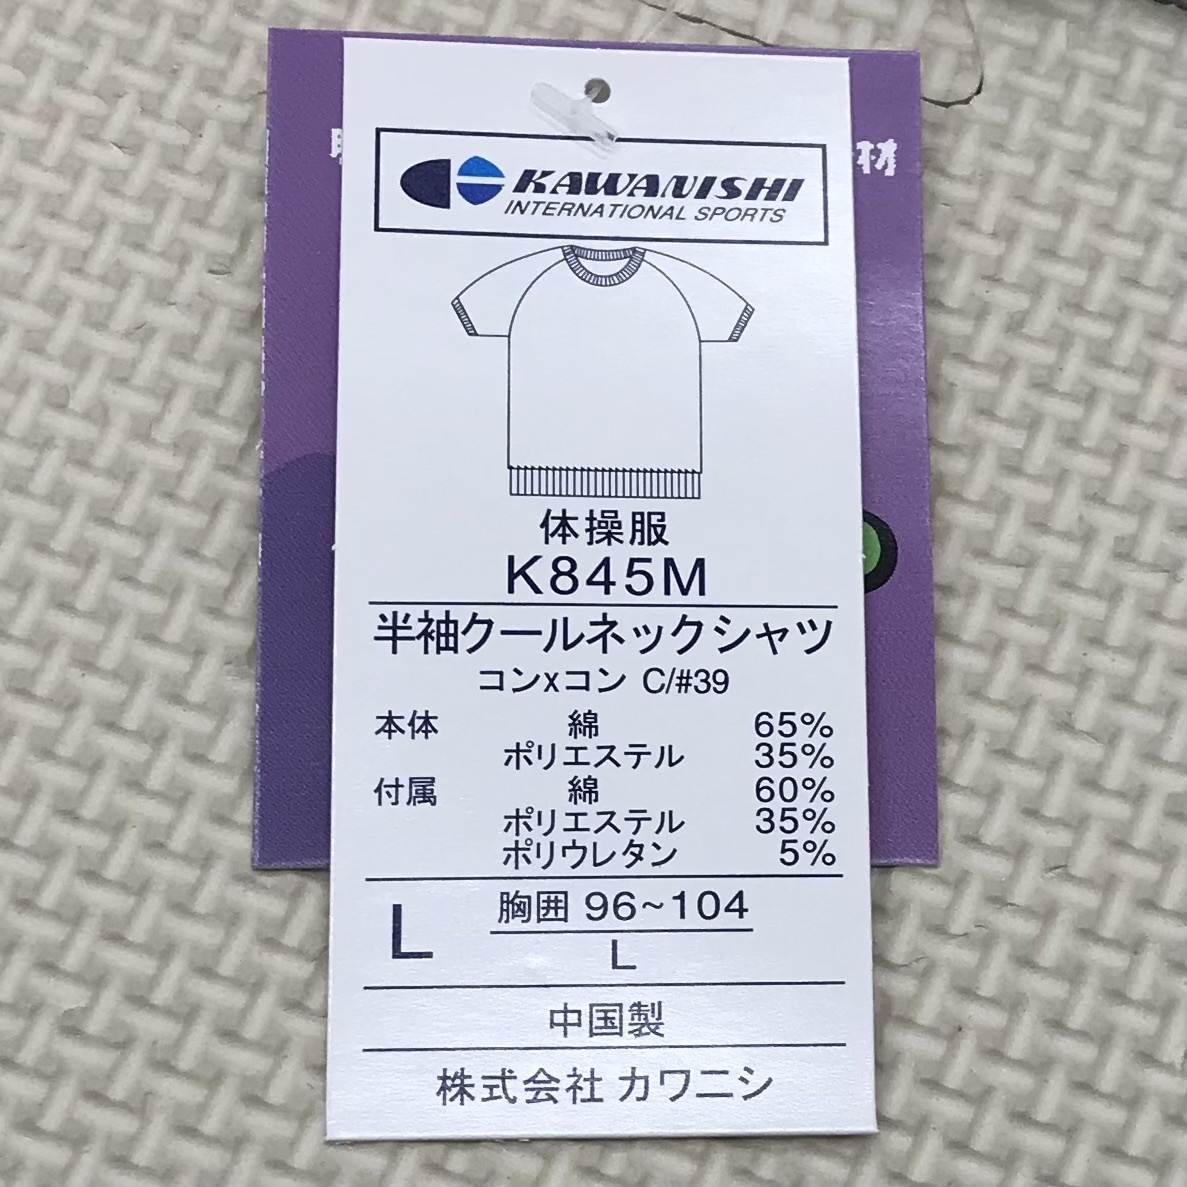 材
KAWANISHI
INTERNATIONAL SPORTS
体操服
K845M
半袖クールネックシャツ
コンxコン C/#39
本体 綿 65%
ポリエステル 35%
付属 綿 60%
ポリエステル 35%
ポリウレタン 5%
胸囲 96~104
L
L
中国製
株式会社 カワニシ